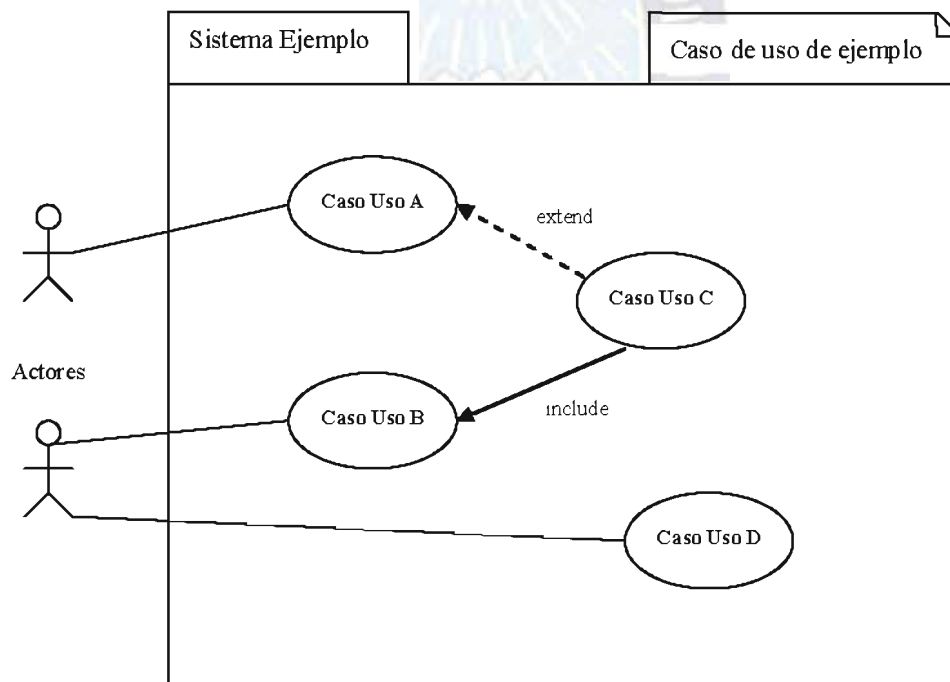 Sistema Ejemplo
Caso de uso de ejemplo
Caso Uso A
extend
Caso Uso C
Actores
Caso Uso B
include
Caso Uso D